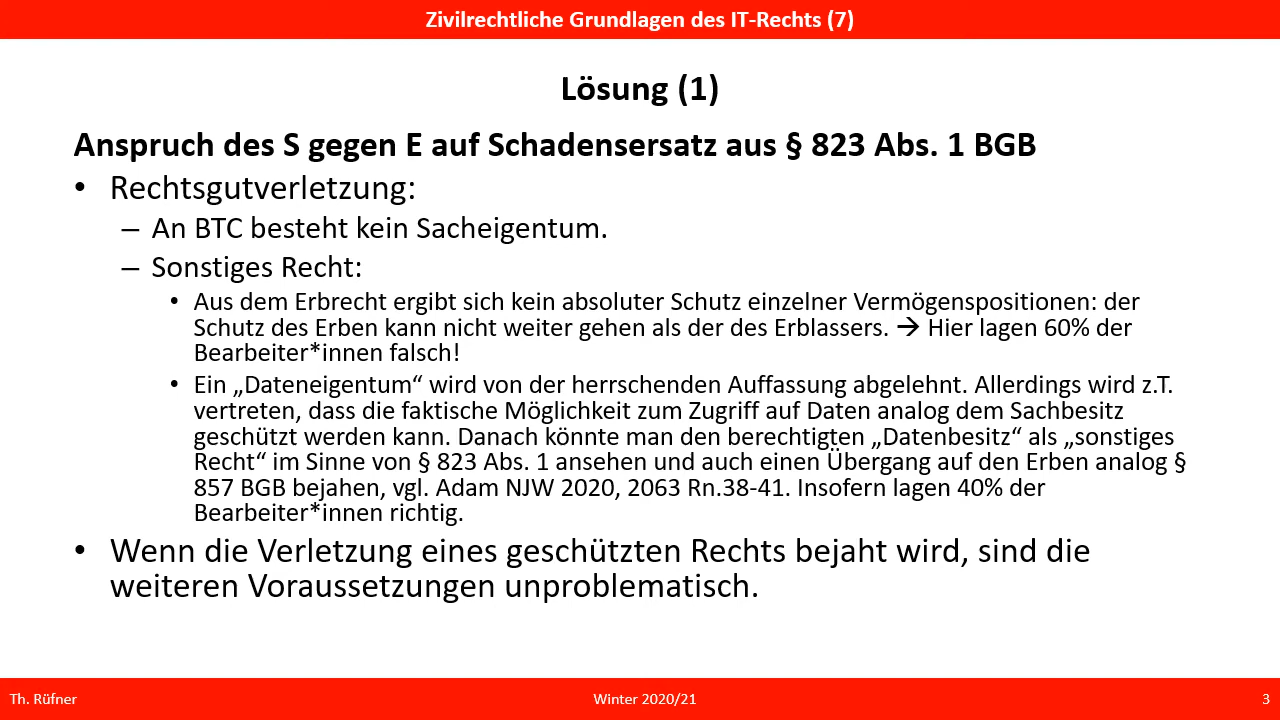 Zivilrechtliche Grundlagen des IT-Rechts (7)
Lösung (1)
Anspruch des S gegen E auf Schadensersatz aus § 823 Abs. 1 BGB
• Rechtsgutverletzung:
– An BTC besteht kein Sacheigentum.
– Sonstiges Recht:
• Aus dem Erbrecht ergibt sich kein absoluter Schutz einzelner Vermögenspositionen: der
Schutz des Erben kann nicht weiter gehen als der des Erblassers. → Hier lagen 60% der
Bearbeiter*innen falsch!
• Ein „Dateneigentum“ wird von der herrschenden Auffassung abgelehnt. Allerdings wird z.T.
vertreten, dass die faktische Möglichkeit zum Zugriff auf Daten analog dem Sachbesitz
geschützt werden kann. Danach könnte man den berechtigten „Datenbesitz“ als „sonstiges
Recht“ im Sinne von § 823 Abs. 1 ansehen und auch einen Übergang auf den Erben analog §
857 BGB bejahen, vgl. Adam NJW 2020, 2063 Rn.38-41. Insofern lagen 40% der
Bearbeiter*innen richtig.
• Wenn die Verletzung eines geschützten Rechts bejaht wird, sind die
weiteren Voraussetzungen unproblematisch.
Th. Rüfner
Winter 2020/21
3